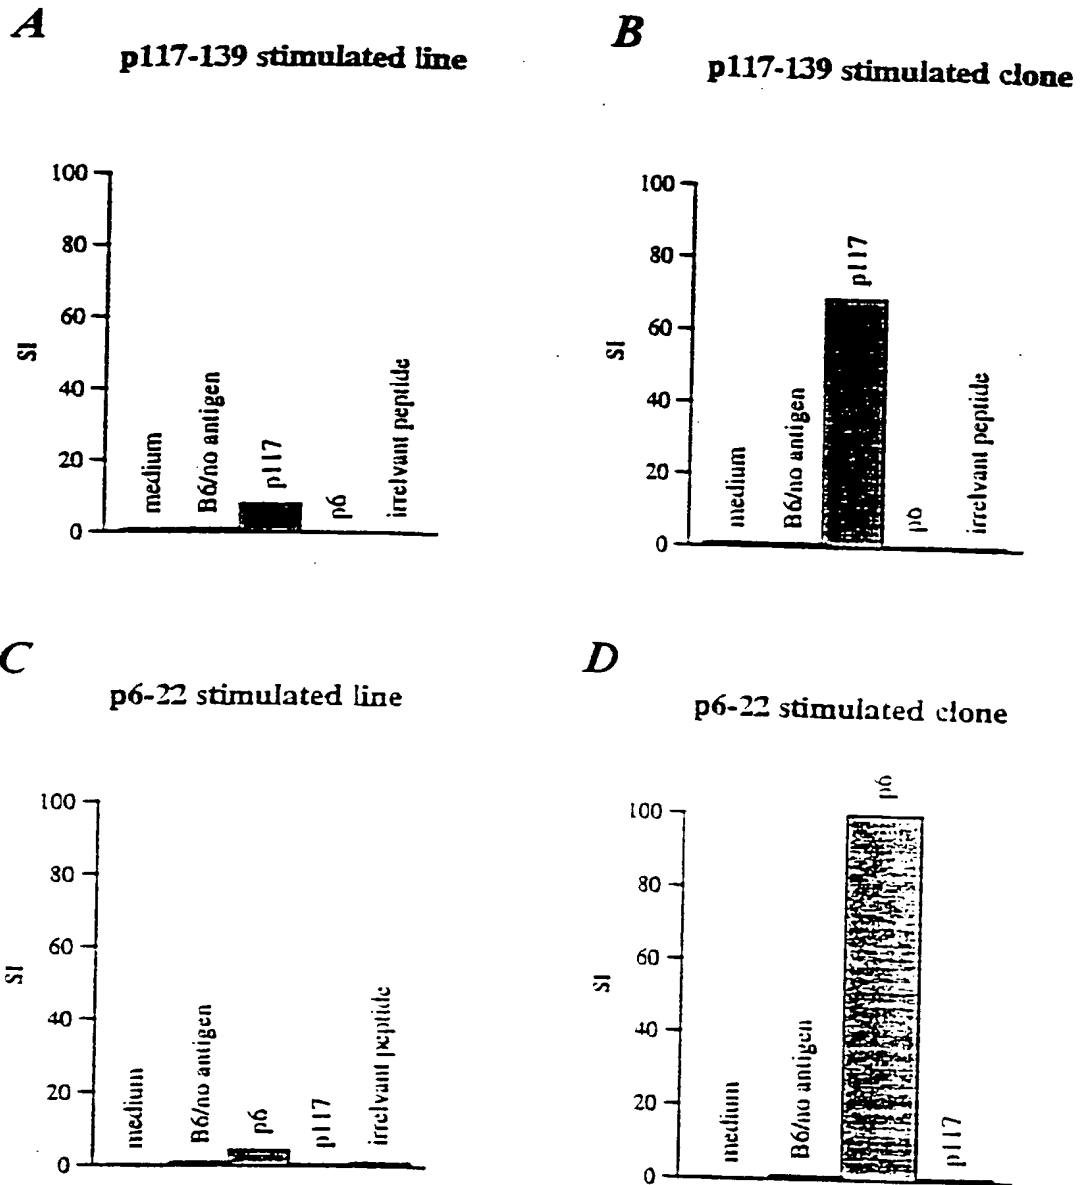 A
p117-139 stimulated line
100
80
60
40
20
0
SI
medium
B6/no antigen
p117
p6
irrelvant peptide
B
p117-139 stimulated clone
100
80
60
40
20
0
SI
medium
B6/no antigen
p117
p6
irrelvant peptide
C
p6-22 stimulated line
100
80
60
40
20
0
SI
medium
B6/no antigen
p6
p117
irrelvant peptide
D
p6-22 stimulated clone
100
80
60
40
20
0
SI
medium
B6/no antigen
p6
p117